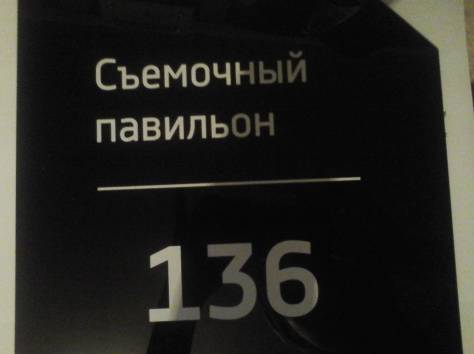 Съемочный
павильон
136